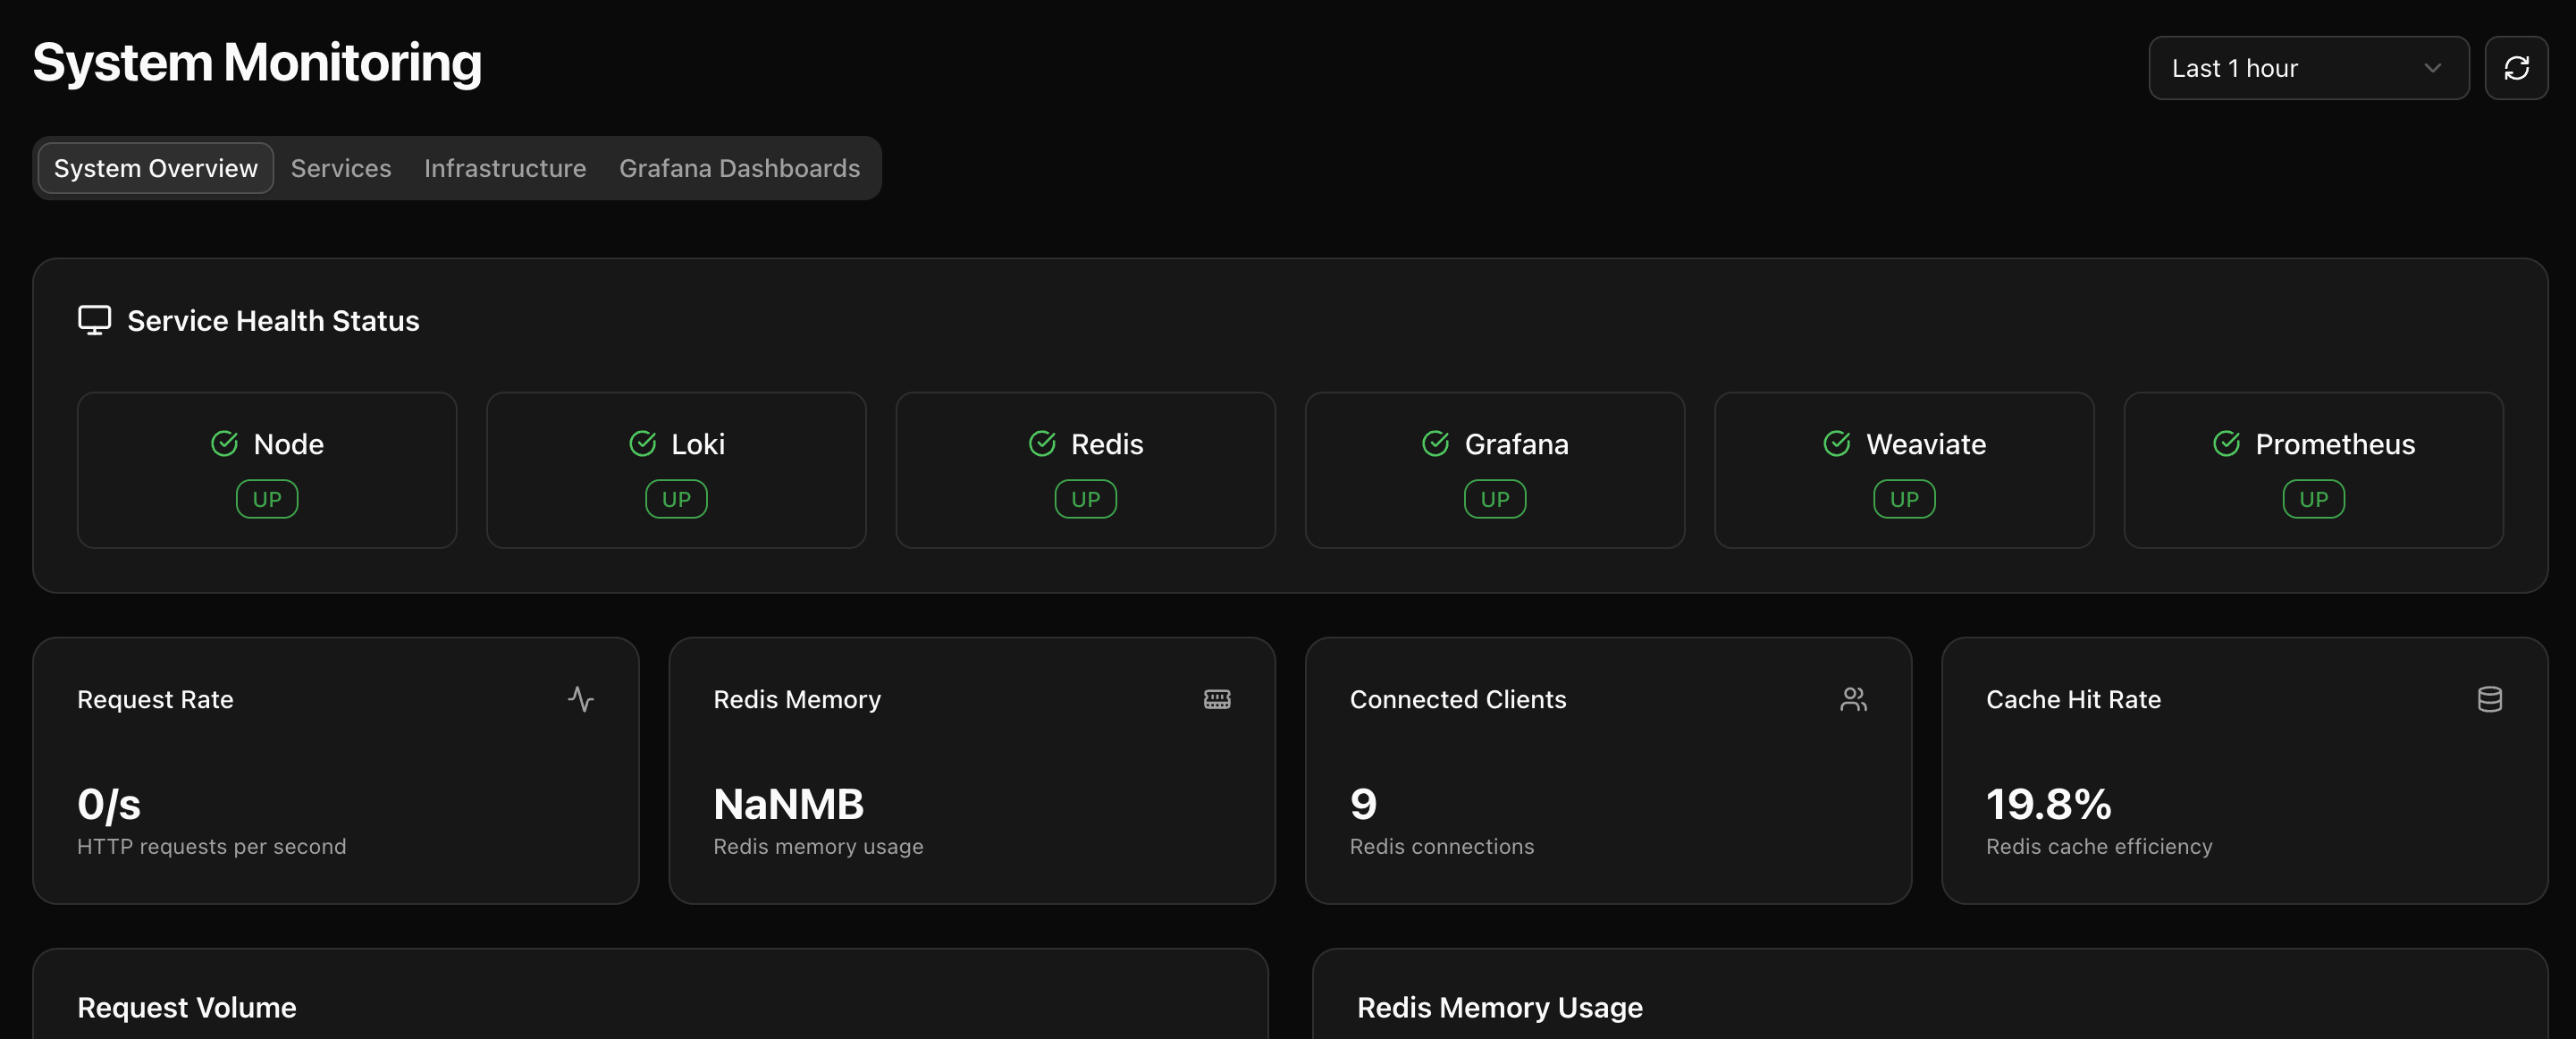 System Monitoring
Last 1 hour
System Overview Services Infrastructure Grafana Dashboards
Service Health Status
Node Loki Redis Grafana Weaviate Prometheus
UP UP UP UP UP UP
Request Rate Redis Memory Connected Clients Cache Hit Rate
0/s NaNMB 9 19.8%
HTTP requests per second Redis memory usage Redis connections Redis cache efficiency
Request Volume Redis Memory Usage